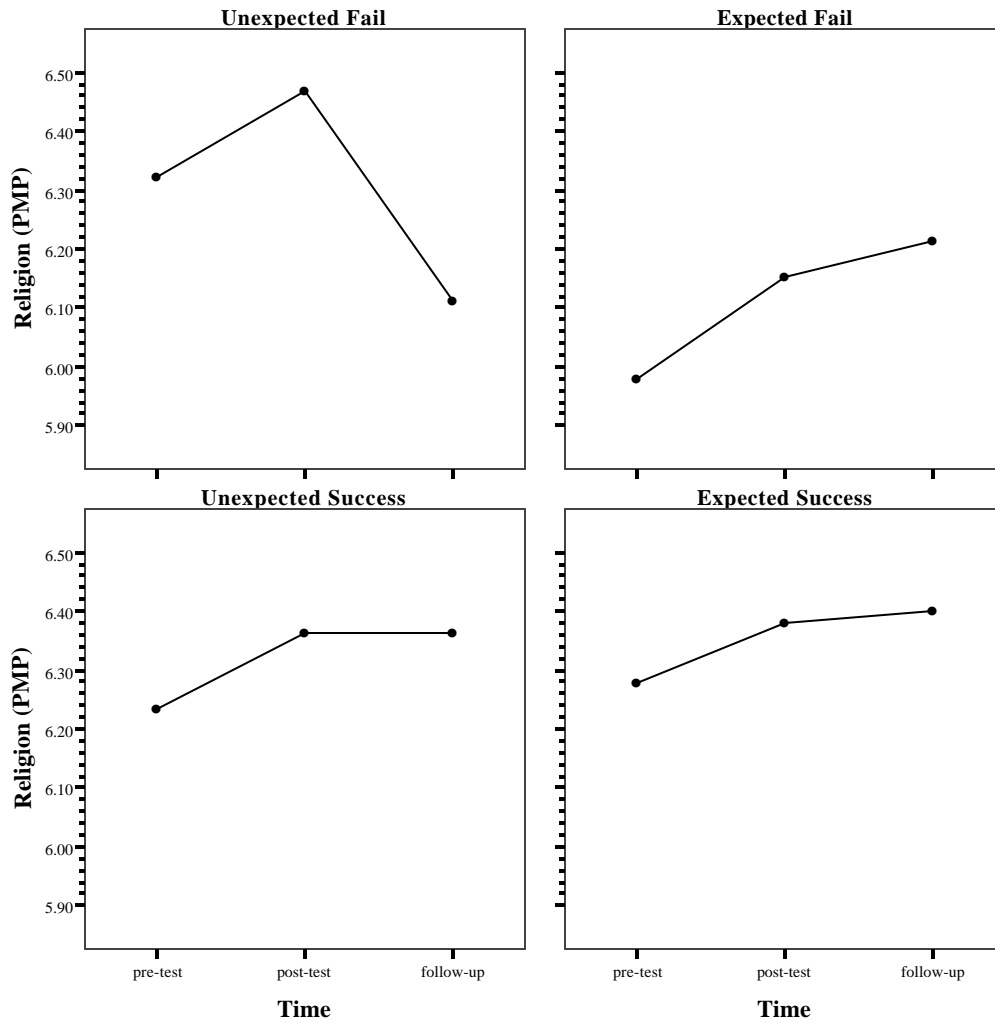 Unexpected Fail
Expected Fail
6.50
6.40
6.30
6.20
6.10
6.00
5.90
Religion (PMP)
Unexpected Success
Expected Success
6.50
6.40
6.30
6.20
6.10
6.00
5.90
Religion (PMP)
pre-test post-test follow-up
pre-test post-test follow-up
Time
Time